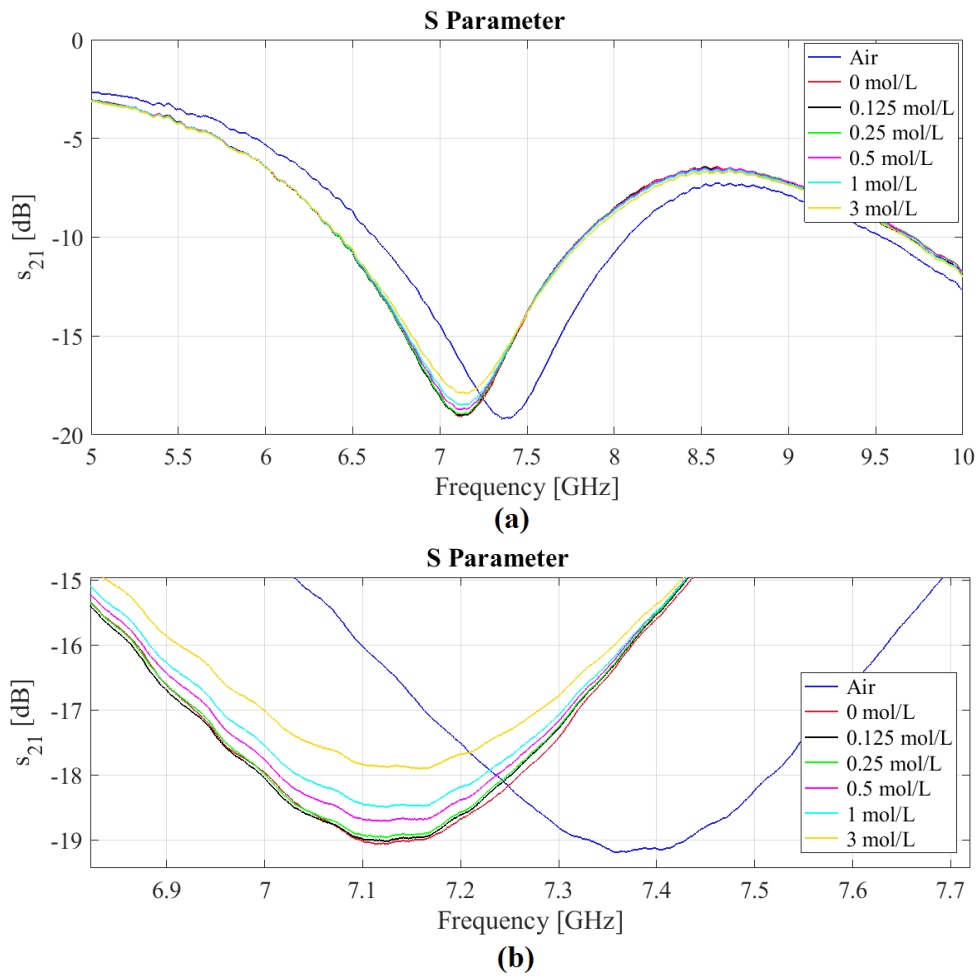 S Parameter
0
-5
-10
-15
-20
s21 [dB]
Air
0 mol/L
0.125 mol/L
0.25 mol/L
0.5 mol/L
1 mol/L
3 mol/L
5 5.5 6 6.5 7 7.5 8 8.5 9 9.5 10
Frequency [GHz]
(a)
S Parameter
-15
-16
-17
-18
-19
s21 [dB]
Air
0 mol/L
0.125 mol/L
0.25 mol/L
0.5 mol/L
1 mol/L
3 mol/L
6.9 7 7.1 7.2 7.3 7.4 7.5 7.6 7.7
Frequency [GHz]
(b)